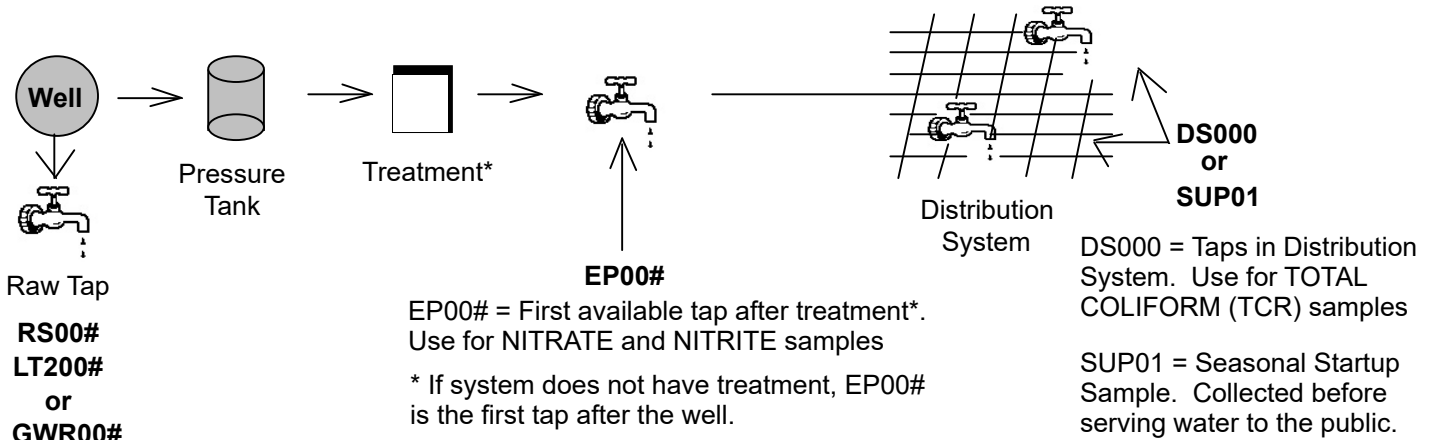 Well
Pressure
Tank
Treatment*
Raw Tap
RS00#
LT200#
or
GWR00#
EP00#
EP00# = First available tap after treatment*.
Use for NITRATE and NITRITE samples
* If system does not have treatment, EP00#
is the first tap after the well.
Distribution
System
DS000
or
SUP01
DS000 = Taps in Distribution
System. Use for TOTAL
COLIFORM (TCR) samples
SUP01 = Seasonal Startup
Sample. Collected before
serving water to the public.